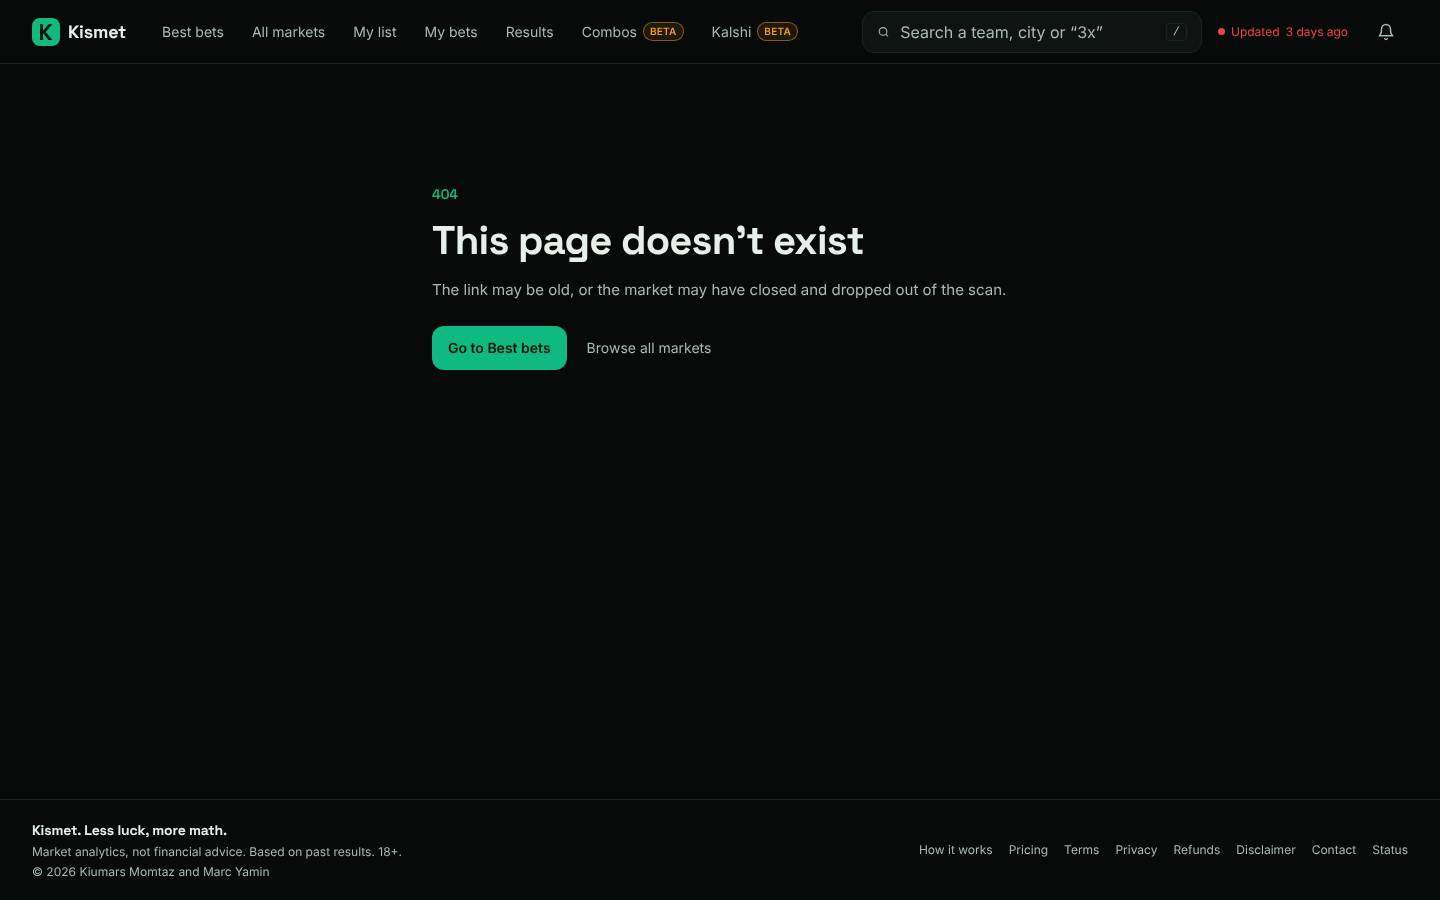 K Kismet Best bets All markets My list My bets Results Combos BETA Kalshi BETA Search a team, city or “3x” / Updated 3 days ago
404
This page doesn’t exist
The link may be old, or the market may have closed and dropped out of the scan.
Go to Best bets Browse all markets
Kismet. Less luck, more math.
Market analytics, not financial advice. Based on past results. 18+.
© 2026 Kiumars Momtaz and Marc Yamin
How it works Pricing Terms Privacy Refunds Disclaimer Contact Status